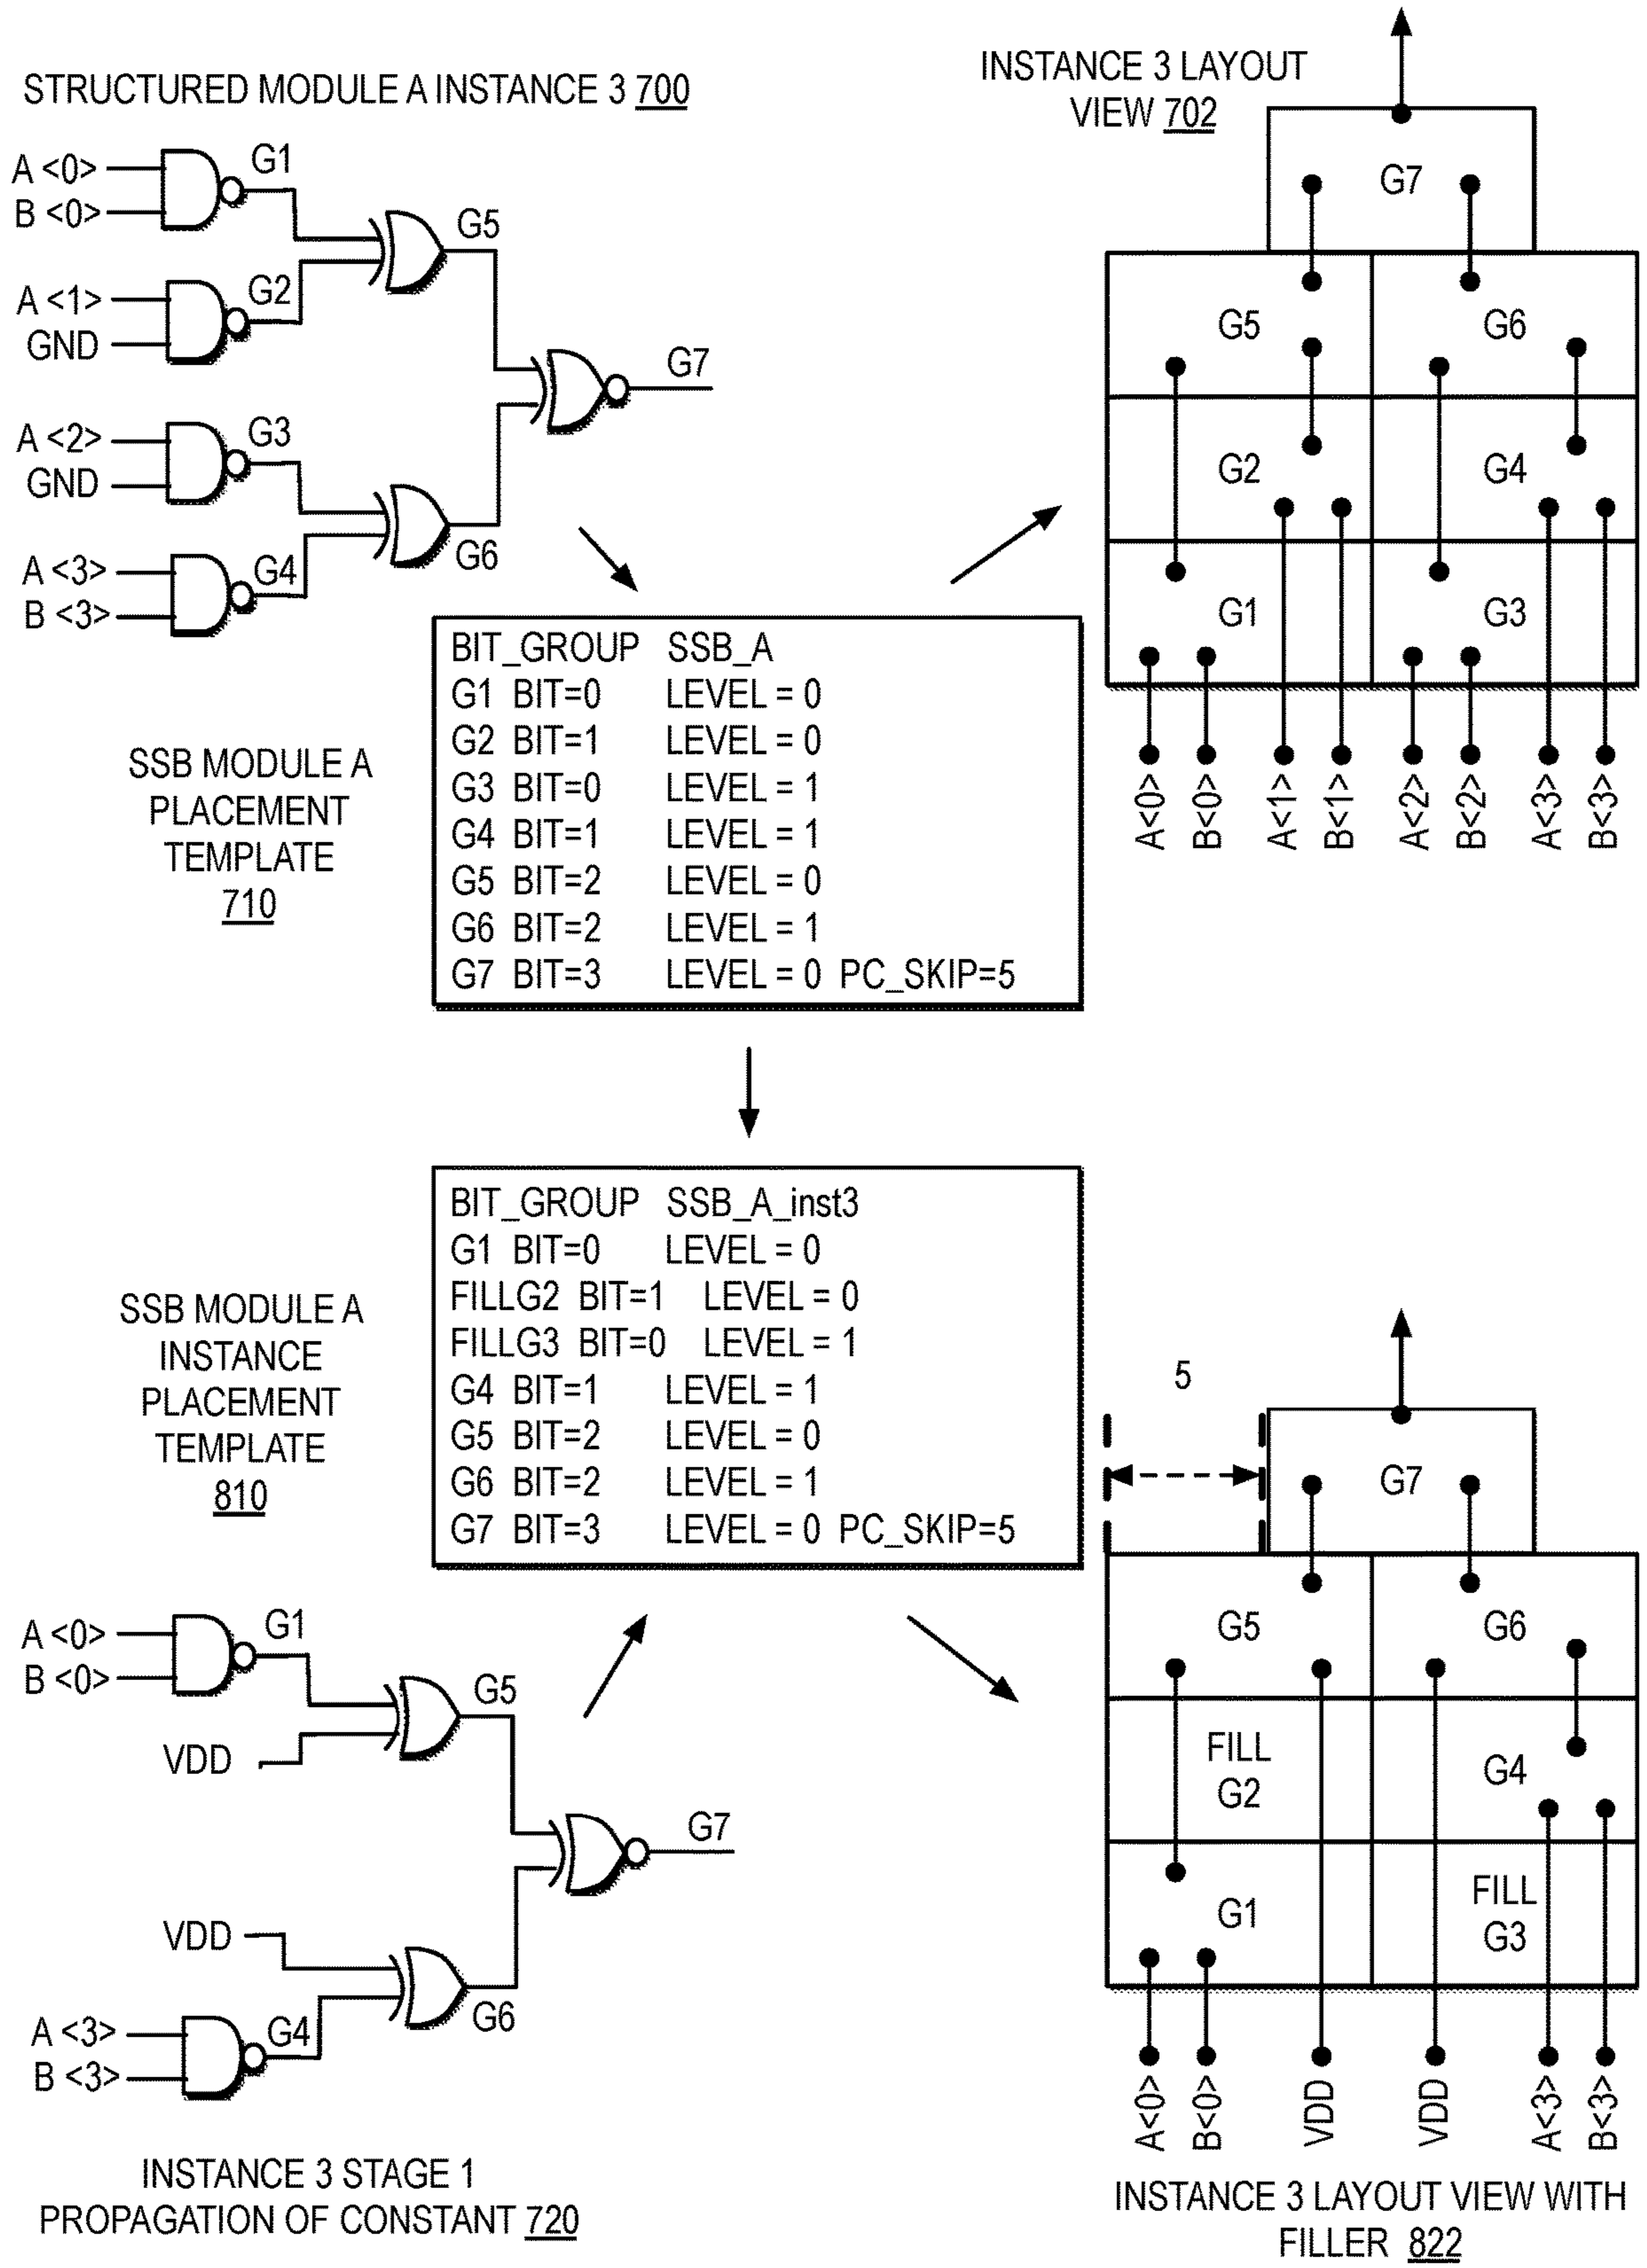 STRUCTURED MODULE A INSTANCE 3 700
A <0>
B <0>
G1
A <1>
GND
G2
G5
A <2>
GND
G3
A <3>
B <3>
G4
G6
G7
INSTANCE 3 LAYOUT
VIEW 702
G7
G5
G6
G2
G4
G1
G3
A<0>
B<0>
A<1>
B<1>
A<2>
B<2>
A<3>
B<3>
SSB MODULE A
PLACEMENT
TEMPLATE
710
BIT_GROUP SSB_A
G1 BIT=0 LEVEL = 0
G2 BIT=1 LEVEL = 0
G3 BIT=0 LEVEL = 1
G4 BIT=1 LEVEL = 1
G5 BIT=2 LEVEL = 0
G6 BIT=2 LEVEL = 1
G7 BIT=3 LEVEL = 0 PC_SKIP=5
SSB MODULE A
INSTANCE
PLACEMENT
TEMPLATE
810
BIT_GROUP SSB_A_inst3
G1 BIT=0 LEVEL = 0
FILLG2 BIT=1 LEVEL = 0
FILLG3 BIT=0 LEVEL = 1
G4 BIT=1 LEVEL = 1
G5 BIT=2 LEVEL = 0
G6 BIT=2 LEVEL = 1
G7 BIT=3 LEVEL = 0 PC_SKIP=5
A <0>
B <0>
G1
VDD
G5
VDD
A <3>
B <3>
G4
G6
G7
INSTANCE 3 STAGE 1
PROPAGATION OF CONSTANT 720
5
G7
G5
G6
FILL
G2
G4
G1
FILL
G3
A<0>
B<0>
VDD
VDD
A<3>
B<3>
INSTANCE 3 LAYOUT VIEW WITH
FILLER 822